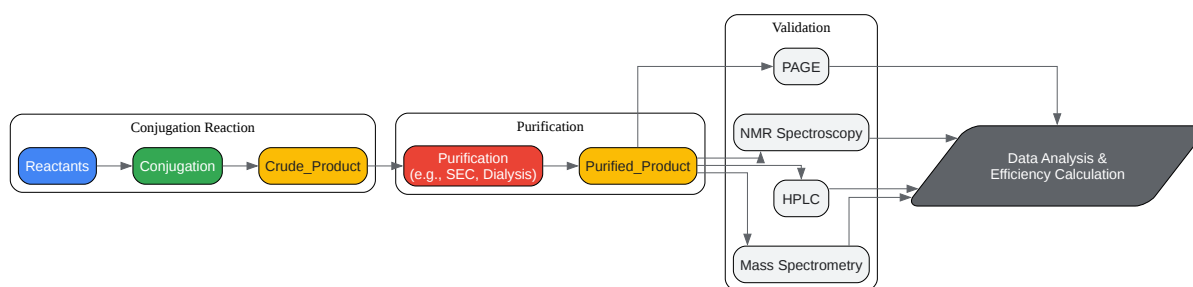 Conjugation Reaction
Reactants
Conjugation
Crude_Product
Purification
Purification
(e.g., SEC, Dialysis)
Purified_Product
Validation
PAGE
NMR Spectroscopy
HPLC
Mass Spectrometry
Data Analysis &
Efficiency Calculation